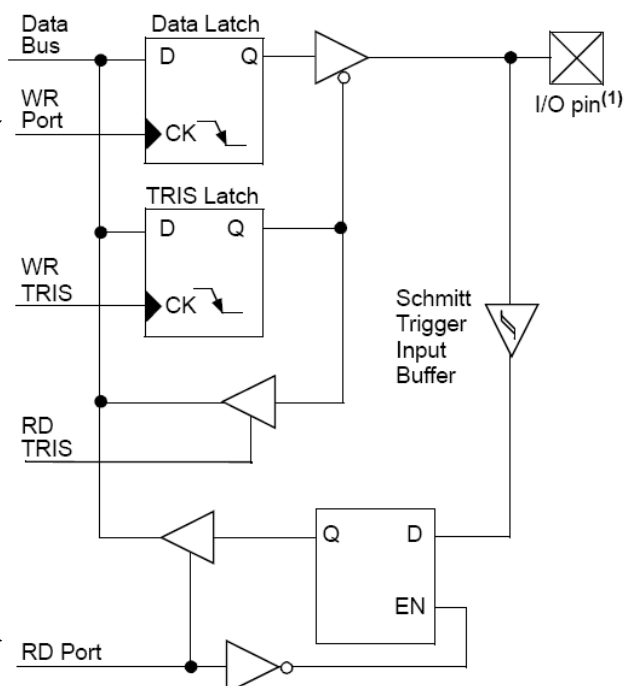 Data
Bus
Data Latch
D Q
WR
Port
CK
I/O pin(1)
TRIS Latch
D Q
WR
TRIS
CK
Schmitt
Trigger
Input
Buffer
RD
TRIS
Q D
EN
RD Port